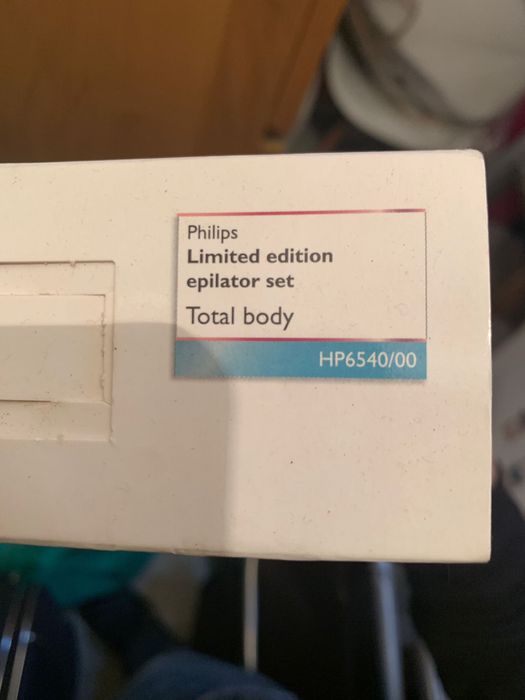 Philips
Limited edition
epilator set
Total body
HP6540/00